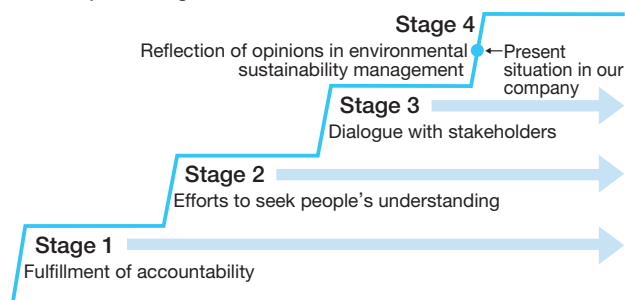 Stage 4
Reflection of opinions in environmental
sustainability management
←Present
situation in our
company
Stage 3
Dialogue with stakeholders
Stage 2
Efforts to seek people’s understanding
Stage 1
Fulfillment of accountability